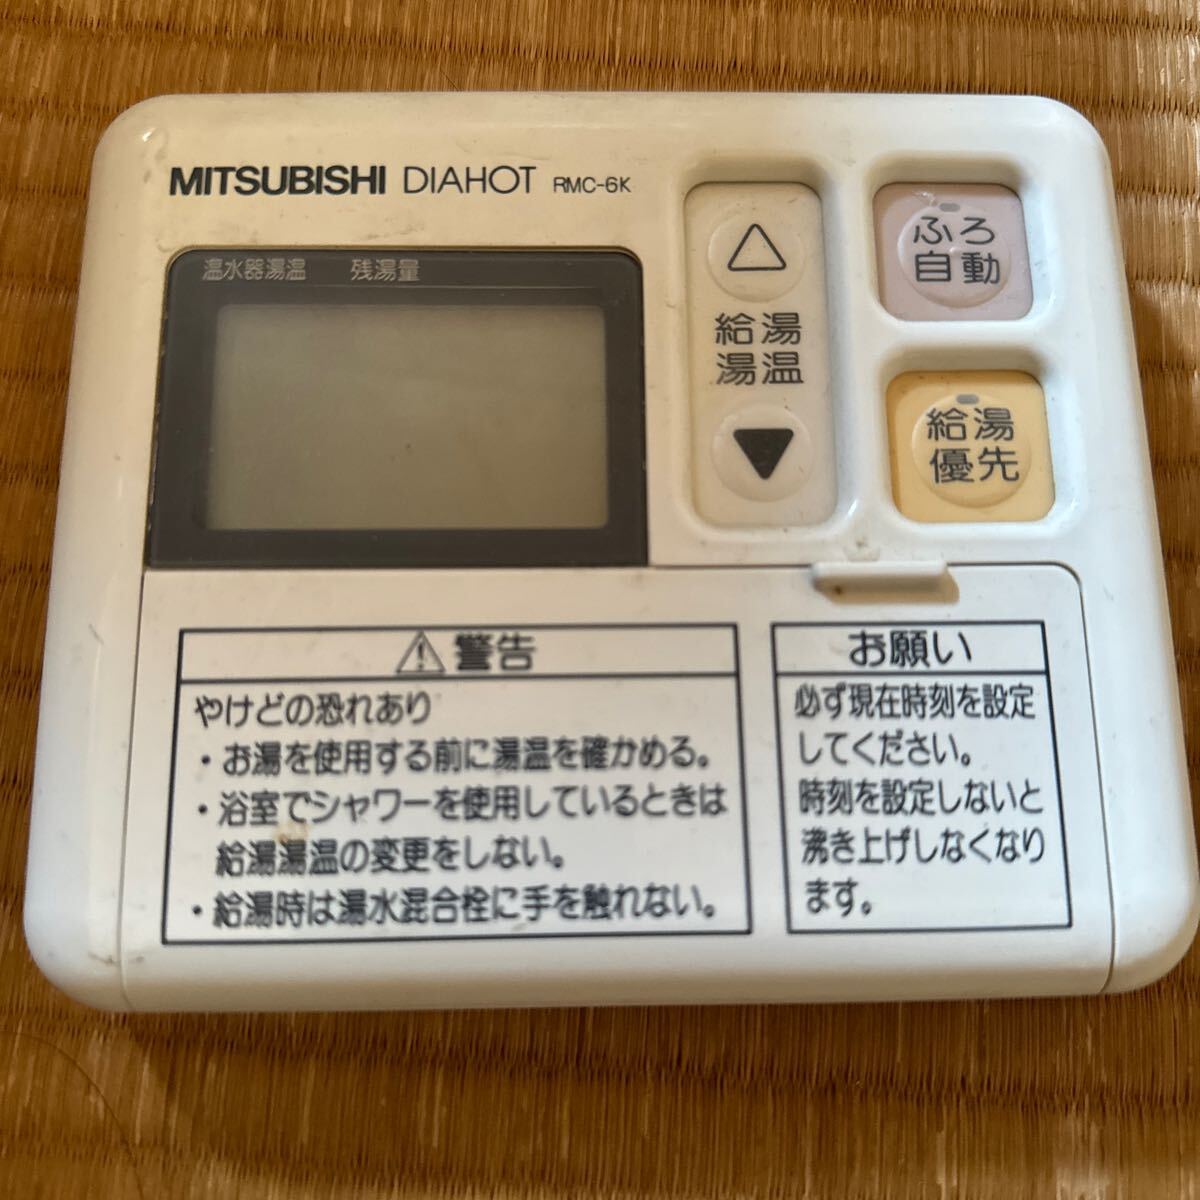 MITSUBISHI DIAHOT RMC-6K
温水器湯温 残湯量
△
給湯
湯温
▼
ふろ
自動
給湯
優先
⚠警告
やけどの恐れあり
・お湯を使用する前に湯温を確かめる。
・浴室でシャワーを使用しているときは
給湯湯温の変更をしない。
・給湯時は湯水混合栓に手を触れない。
お願い
必ず現在時刻を設定
してください。
時刻を設定しないと
沸き上げしなくなり
ます。